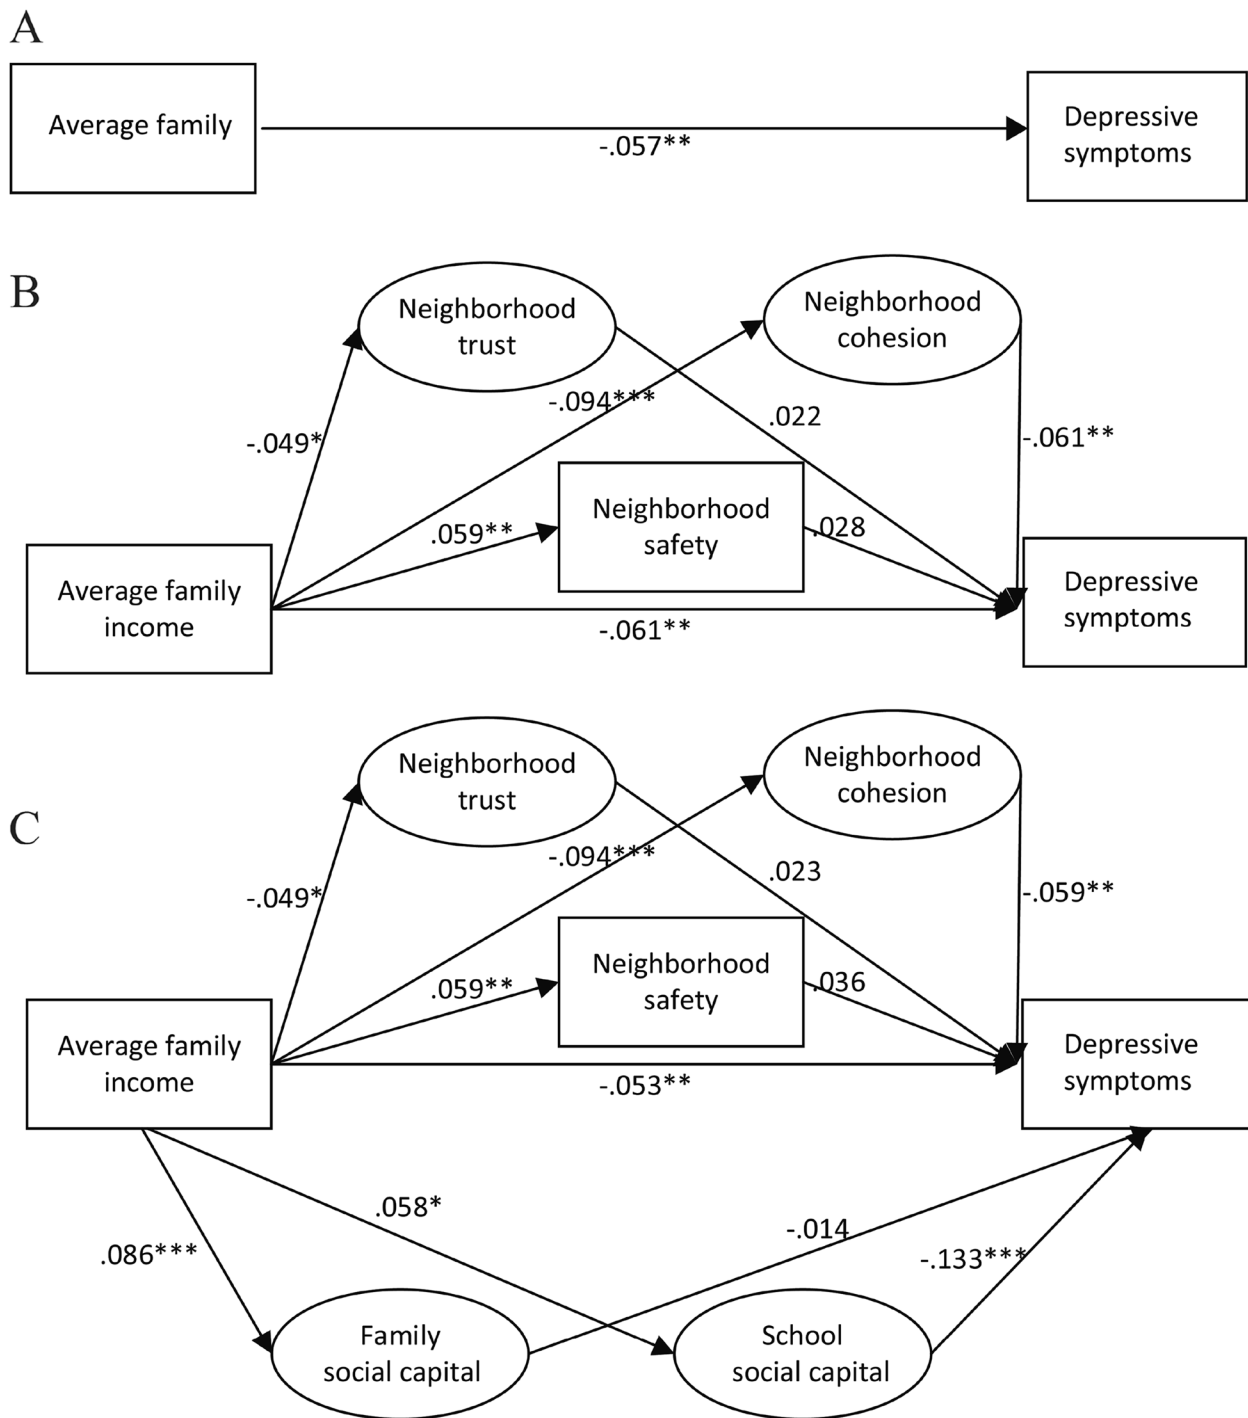 A
Average family
-.057**
Depressive
symptoms
B
Neighborhood
trust
Neighborhood
cohesion
-.049*
-.094***
.022
-.061**
.059**
Neighborhood
safety
.028
Average family
income
-.061**
Depressive
symptoms
C
Neighborhood
trust
Neighborhood
cohesion
-.049*
-.094***
.023
-.059**
.059**
Neighborhood
safety
.036
Average family
income
-.053**
Depressive
symptoms
.086***
.058*
-.014
-.133***
Family
social capital
School
social capital